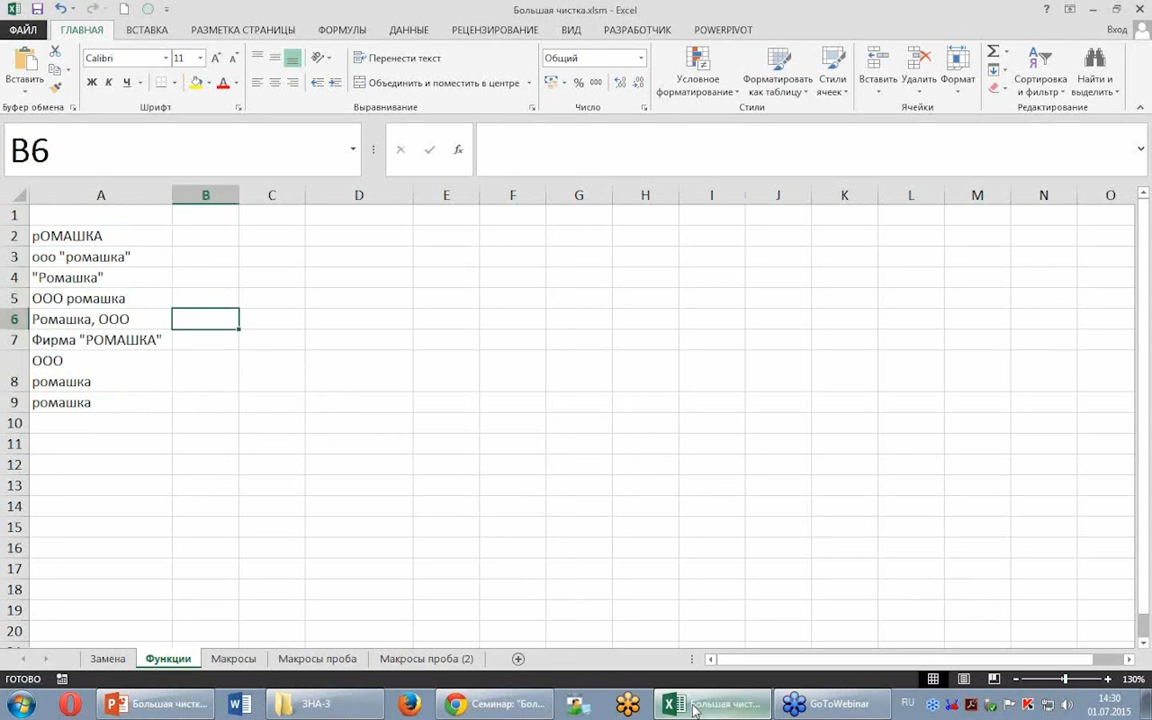 Большая чистка.xlsm - Excel
?
ФАЙЛ ГЛАВНАЯ ВСТАВКА РАЗМЕТКА СТРАНИЦЫ ФОРМУЛЫ ДАННЫЕ РЕЦЕНЗИРОВАНИЕ ВИД РАЗРАБОТЧИК POWERPIVOT Вход
Вставить
Calibri 11
Ж К Ч
Перенести текст
Объединить и поместить в центре
Общий
%
Условное форматирование
Форматировать как таблицу
Стили ячеек
Вставить Удалить Формат
Сортировка и фильтр
Найти и выделить
Буфер обмена Шрифт Выравнивание Число Стили Ячейки Редактирование
B6
fx
A B C D E F G H I J K L M N O
1
2 рОМАШКА
3 ооо "ромашка"
4 "Ромашка"
5 ООО ромашка
6 Ромашка, ООО
7 Фирма "РОМАШКА"
ООО
8 ромашка
9 ромашка
10
11
12
13
14
15
16
17
18
19
20
Замена Функции Макросы Макросы проба Макросы проба (2)
ГОТОВО 130%
Большая чистк... ЗНА-3 Семинар: "Бол... Большая чист... GoToWebinar RU 14:30
01.07.2015